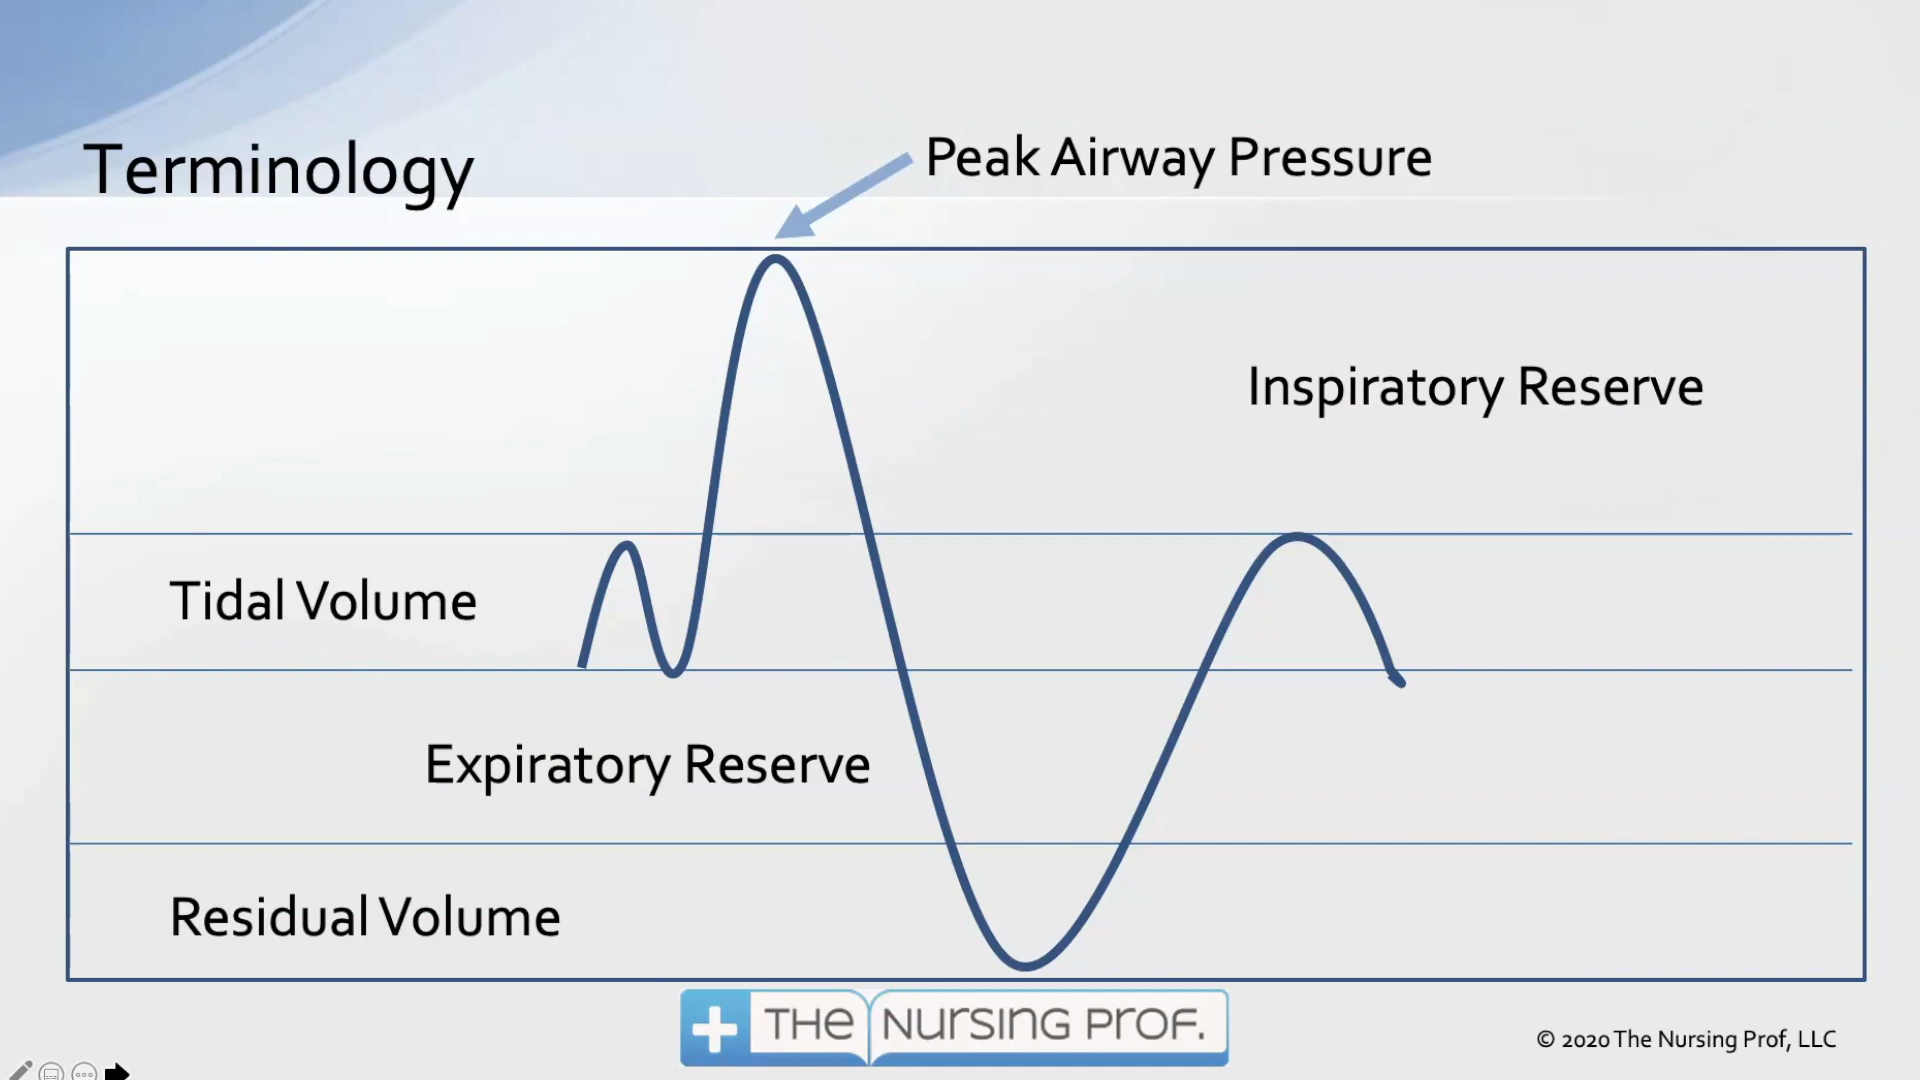 Terminology
Peak Airway Pressure
Inspiratory Reserve
Tidal Volume
Expiratory Reserve
Residual Volume
THE NURSING PROF.
© 2020 The Nursing Prof, LLC